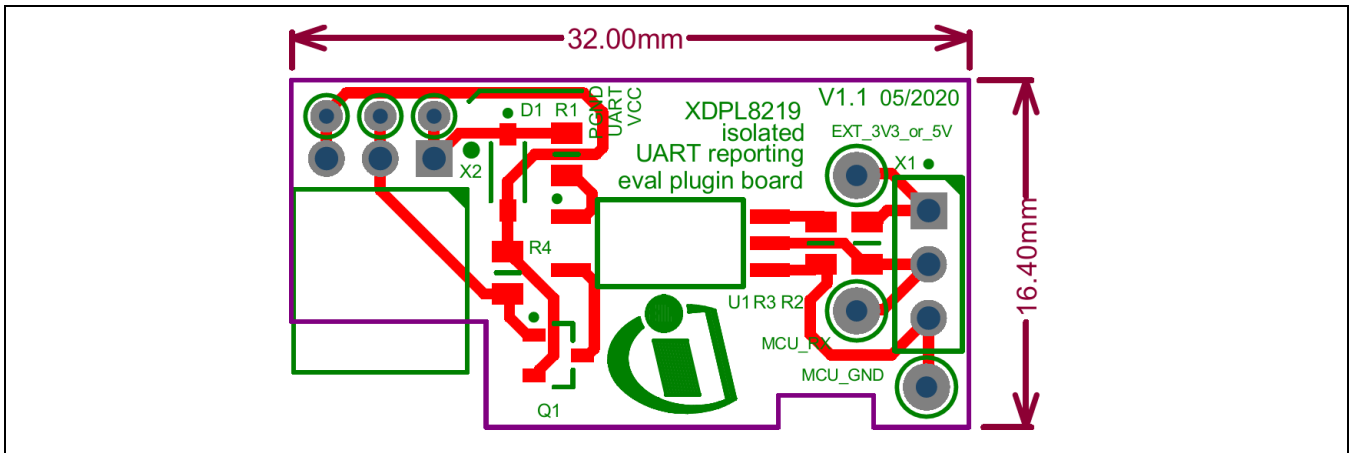 32.00mm
D1 R1
PGND
UART
VCC
XDPL8219
isolated
UART reporting
eval plugin board
V1.1 05/2020
EXT_3V3_or_5V
X1
X2
R4
U1 R3 R2
MCU_RX
MCU_GND
Q1
16.40mm